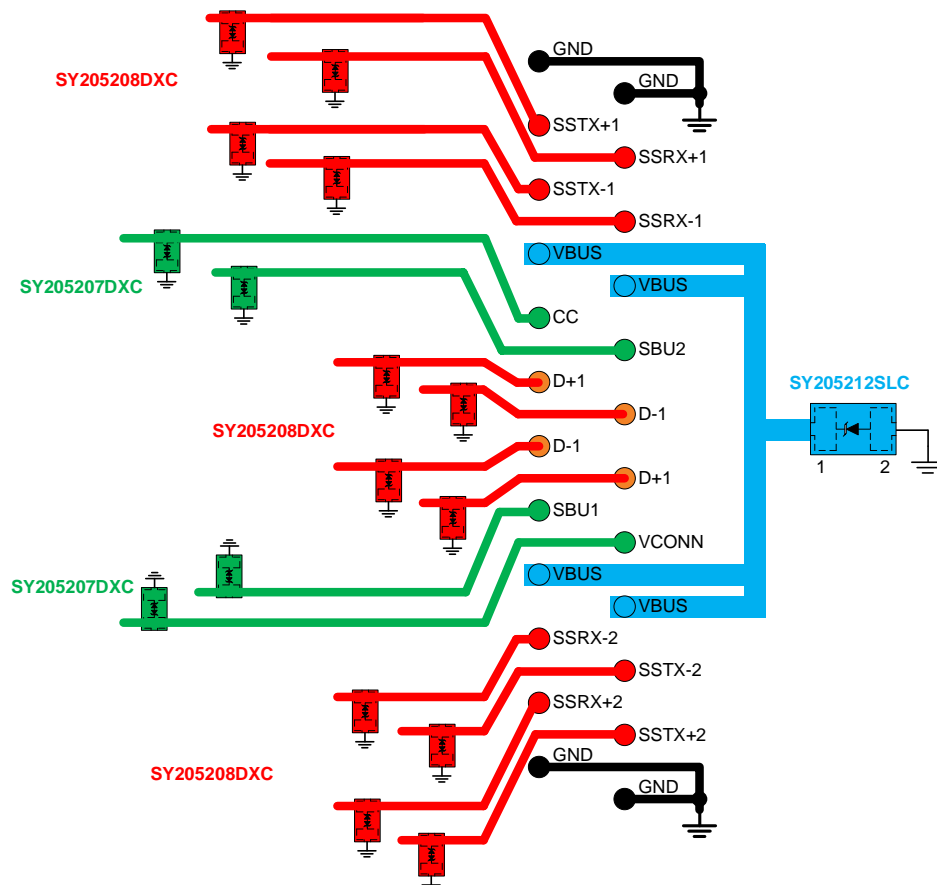 GND
SY205208DXC
GND
SSTX+1
SSRX+1
SSTX-1
SSRX-1
VBUS
SY205207DXC
VBUS
CC
SBU2
D+1
SY205212SLC
D-1
SY205208DXC
D-1
1 2
D+1
SBU1
VCONN
VBUS
SY205207DXC
VBUS
SSRX-2
SSTX-2
SSRX+2
SSTX+2
GND
SY205208DXC
GND